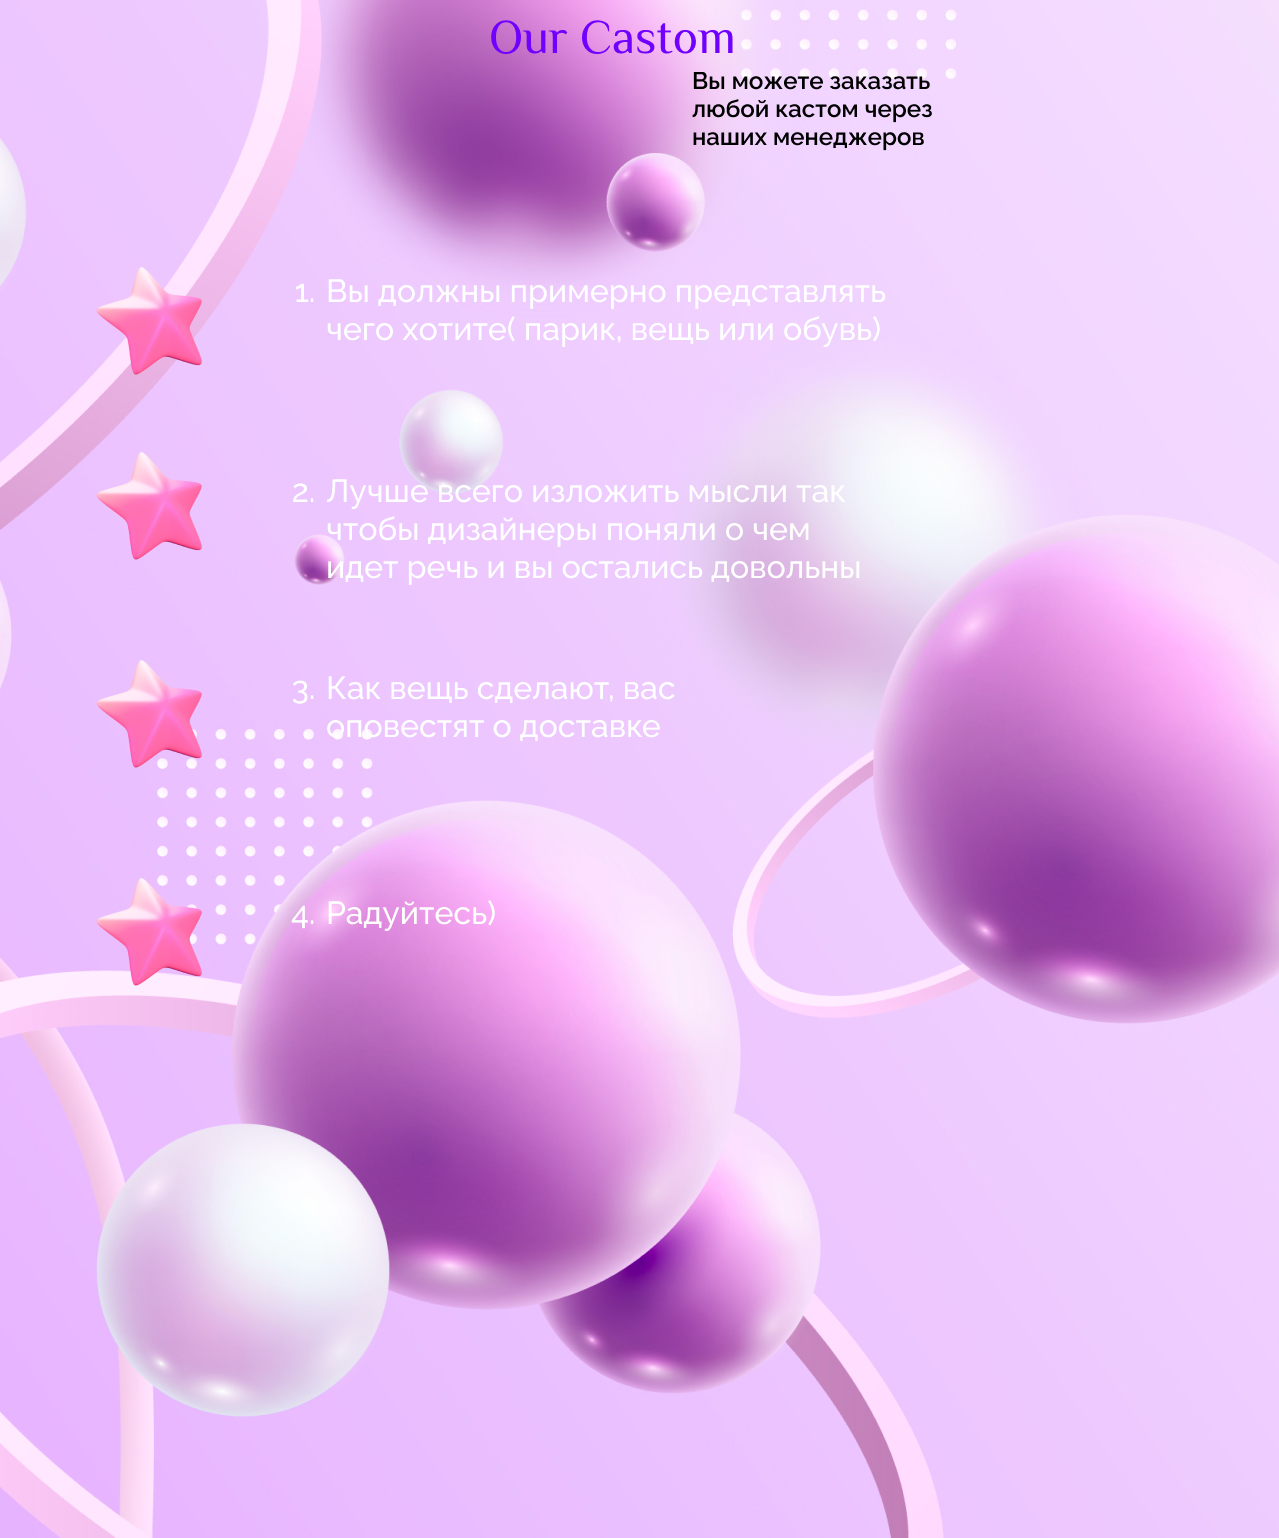 Our Castom
Вы можете заказать
любой кастом через
наших менеджеров
1. Вы должны примерно представлять
чего хотите( парик, вещь или обувь)
2. Лучше всего изложить мысли так
чтобы дизайнеры поняли о чем
идет речь и вы остались довольны
3. Как вещь сделают, вас
оповестят о доставке
4. Радуйтесь)